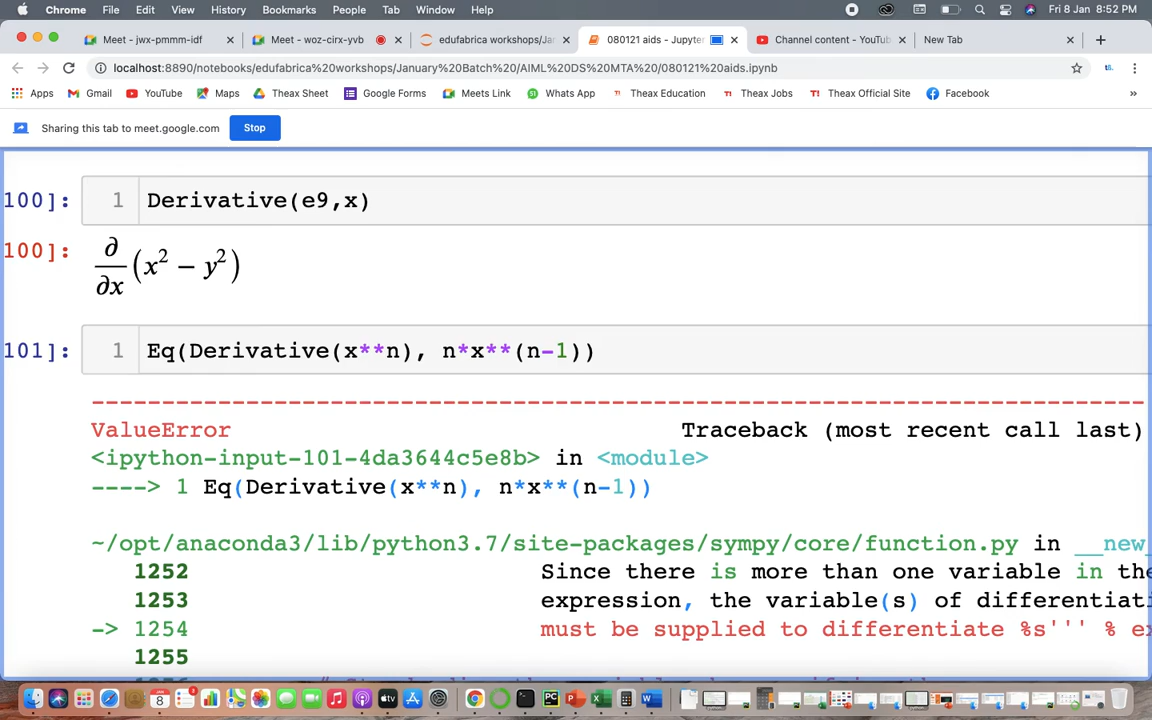 Chrome File Edit View History Bookmarks People Tab Window Help Fri 8 Jan 8:52 PM
Meet - jwx-pmmm-idf Meet - woz-cirx-yvb edufabrica workshops/Jan 080121 aids - Jupyter Channel content - YouTub New Tab
localhost:8890/notebooks/edufabrica%20workshops/January%20Batch%20/AIML%20DS%20MTA%20/080121%20aids.ipynb
Apps Gmail YouTube Maps Theax Sheet Google Forms Meets Link Whats App Theax Education Theax Jobs Theax Official Site Facebook »
Sharing this tab to meet.google.com Stop
100]: 1 Derivative(e9,x)
100]: ∂/∂x (x² − y²)
101]: 1 Eq(Derivative(x**n), n*x**(n-1))
---------------------------------------------------------------------------
ValueError Traceback (most recent call last)
<ipython-input-101-4da3644c5e8b> in <module>
----> 1 Eq(Derivative(x**n), n*x**(n-1))
~/opt/anaconda3/lib/python3.7/site-packages/sympy/core/function.py in __new_
1252 Since there is more than one variable in the
1253 expression, the variable(s) of differentiati
-> 1254 must be supplied to differentiate %s''' % ex
1255